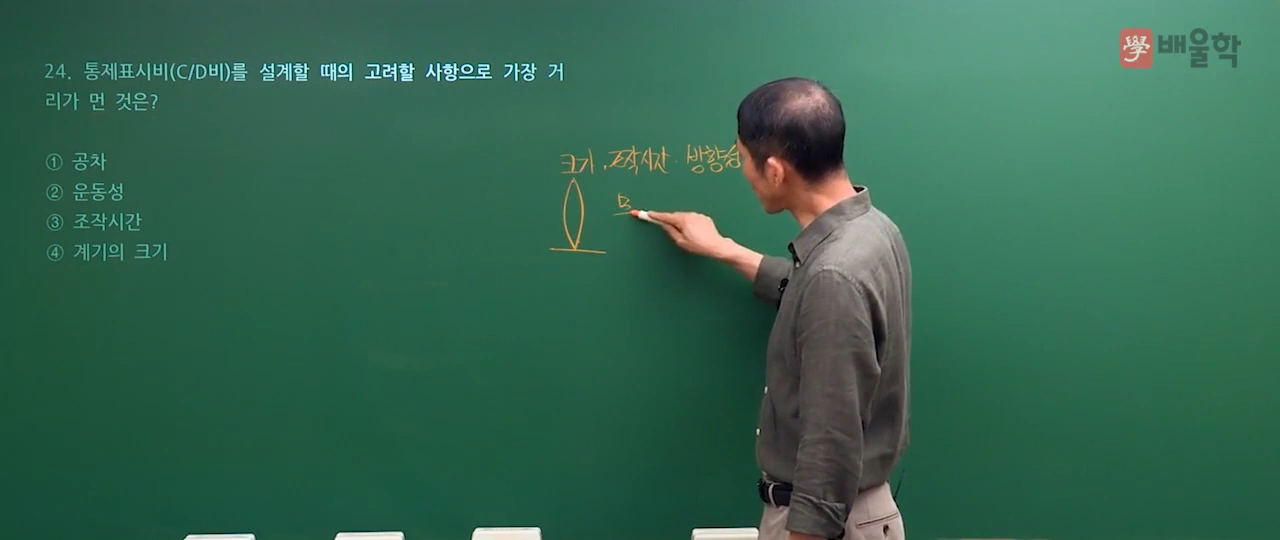 學배울학
24. 통제표시비(C/D비)를 설계할 때의 고려할 사항으로 가장 거
리가 먼 것은?
① 공차
② 운동성
③ 조작시간
④ 계기의 크기
크기, 조작시간. 방향성